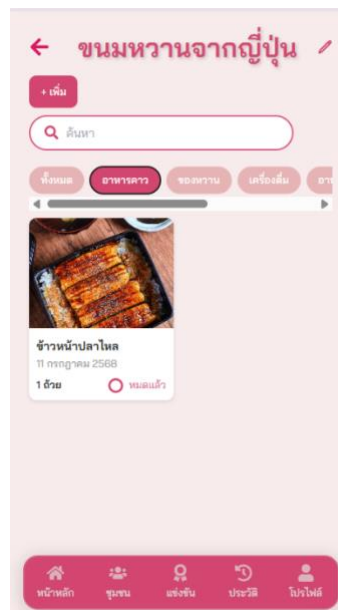 ขนมหวานจากญี่ปุ่น
+ เพิ่ม
ค้นหา
ทั้งหมด อาหารคาว ของหวาน เครื่องดื่ม
ข้าวหน้าปลาไหล
11 กรกฎาคม 2568
1 ถ้วย หมดแล้ว
หน้าหลัก ชุมชน แข่งขัน ประวัติ โปรไฟล์